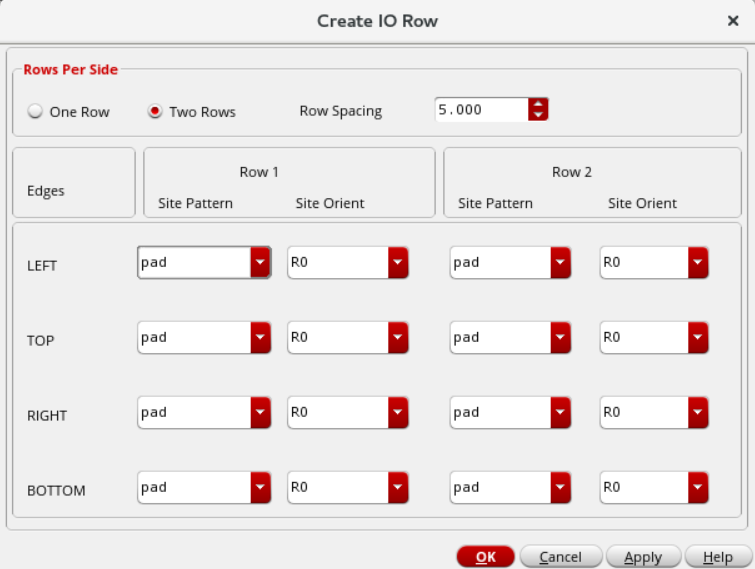 Create IO Row ×
Rows Per Side
One Row Two Rows Row Spacing 5.000
Edges Row 1 Row 2
Site Pattern Site Orient Site Pattern Site Orient
LEFT pad R0 pad R0
TOP pad R0 pad R0
RIGHT pad R0 pad R0
BOTTOM pad R0 pad R0
OK Cancel Apply Help